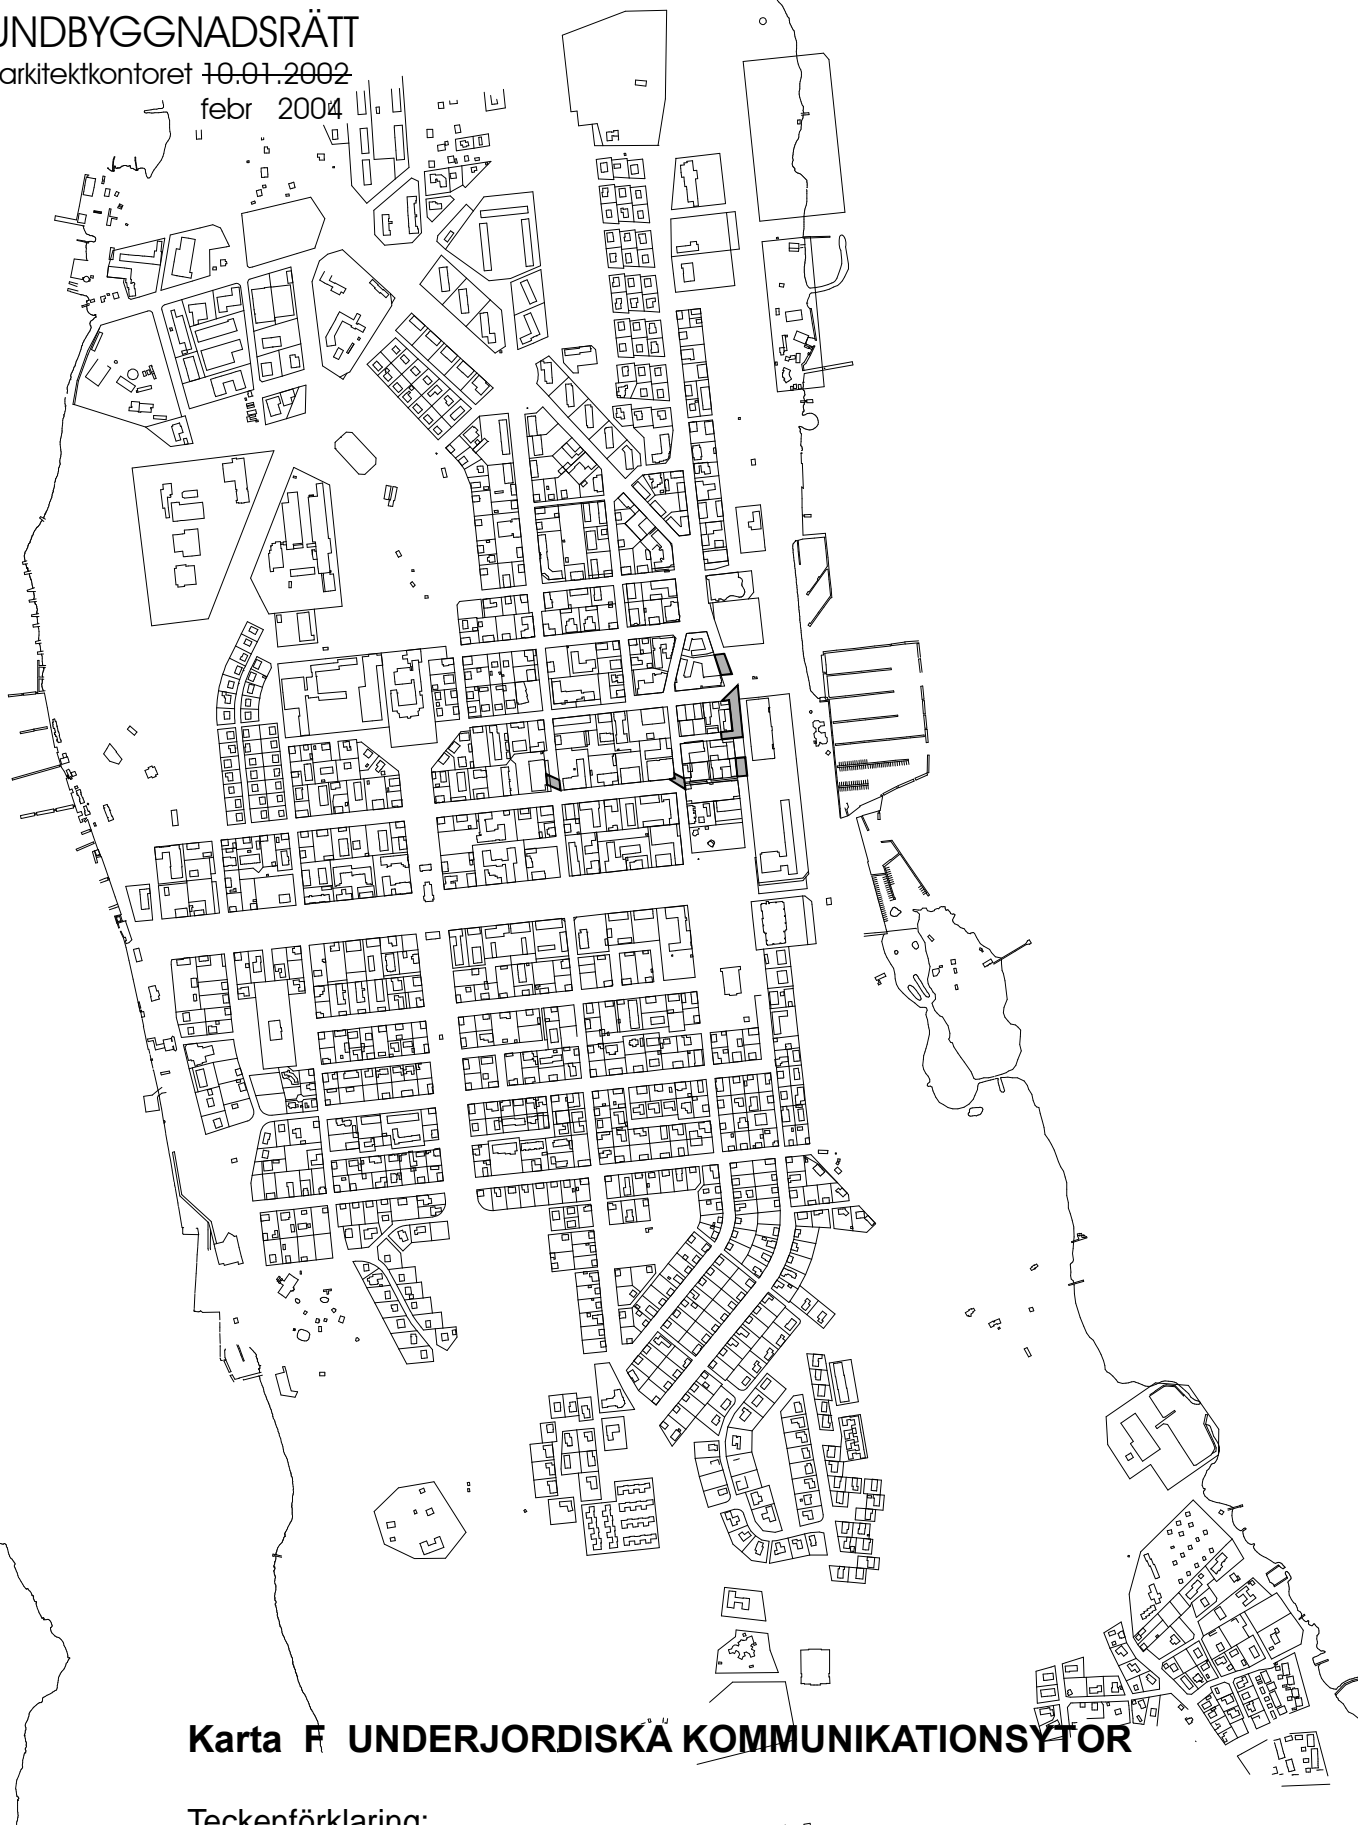 UNDBYGGNADSRÄTT
arkitektkontoret 10.01.2002
febr 2004
Karta F UNDERJORDISKA KOMMUNIKATIONSYTOR
Teckenförklaring: